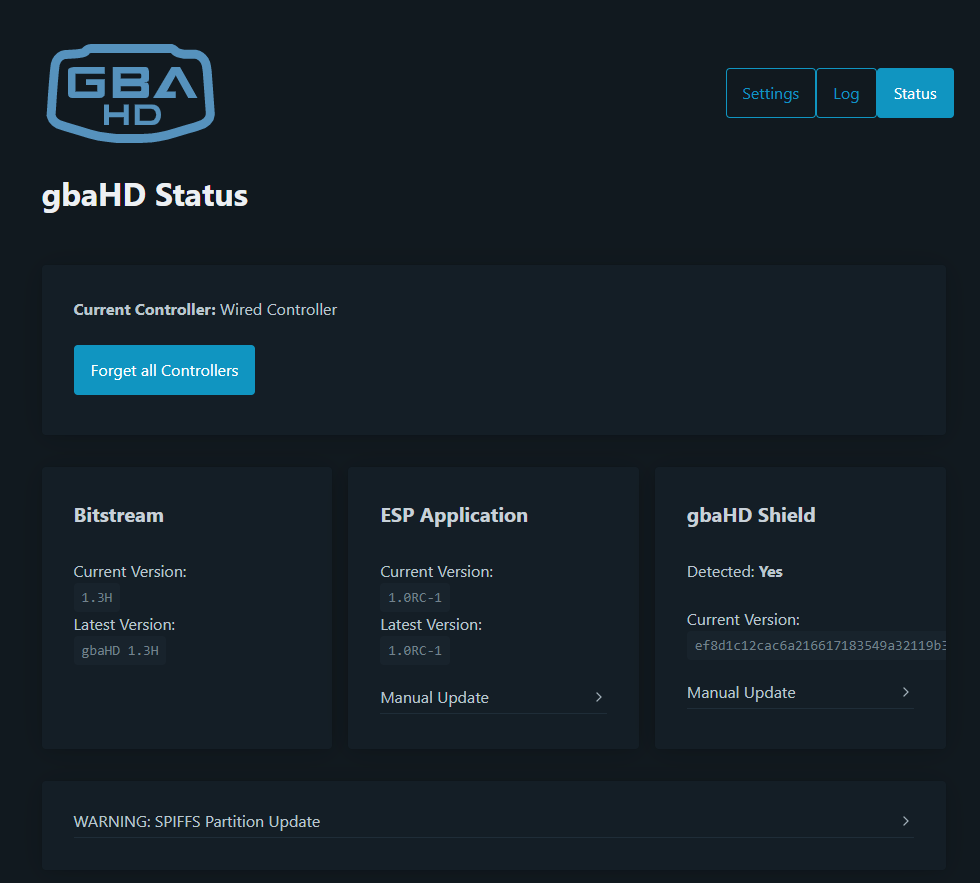 GBA
HD
Settings
Log
Status
gbaHD Status
Current Controller: Wired Controller
Forget all Controllers
Bitstream
Current Version:
1.3H
Latest Version:
gbaHD 1.3H
ESP Application
Current Version:
1.0RC-1
Latest Version:
1.0RC-1
Manual Update
gbaHD Shield
Detected: Yes
Current Version:
ef8d1c12cac6a216617183549a32119b3
Manual Update
WARNING: SPIFFS Partition Update